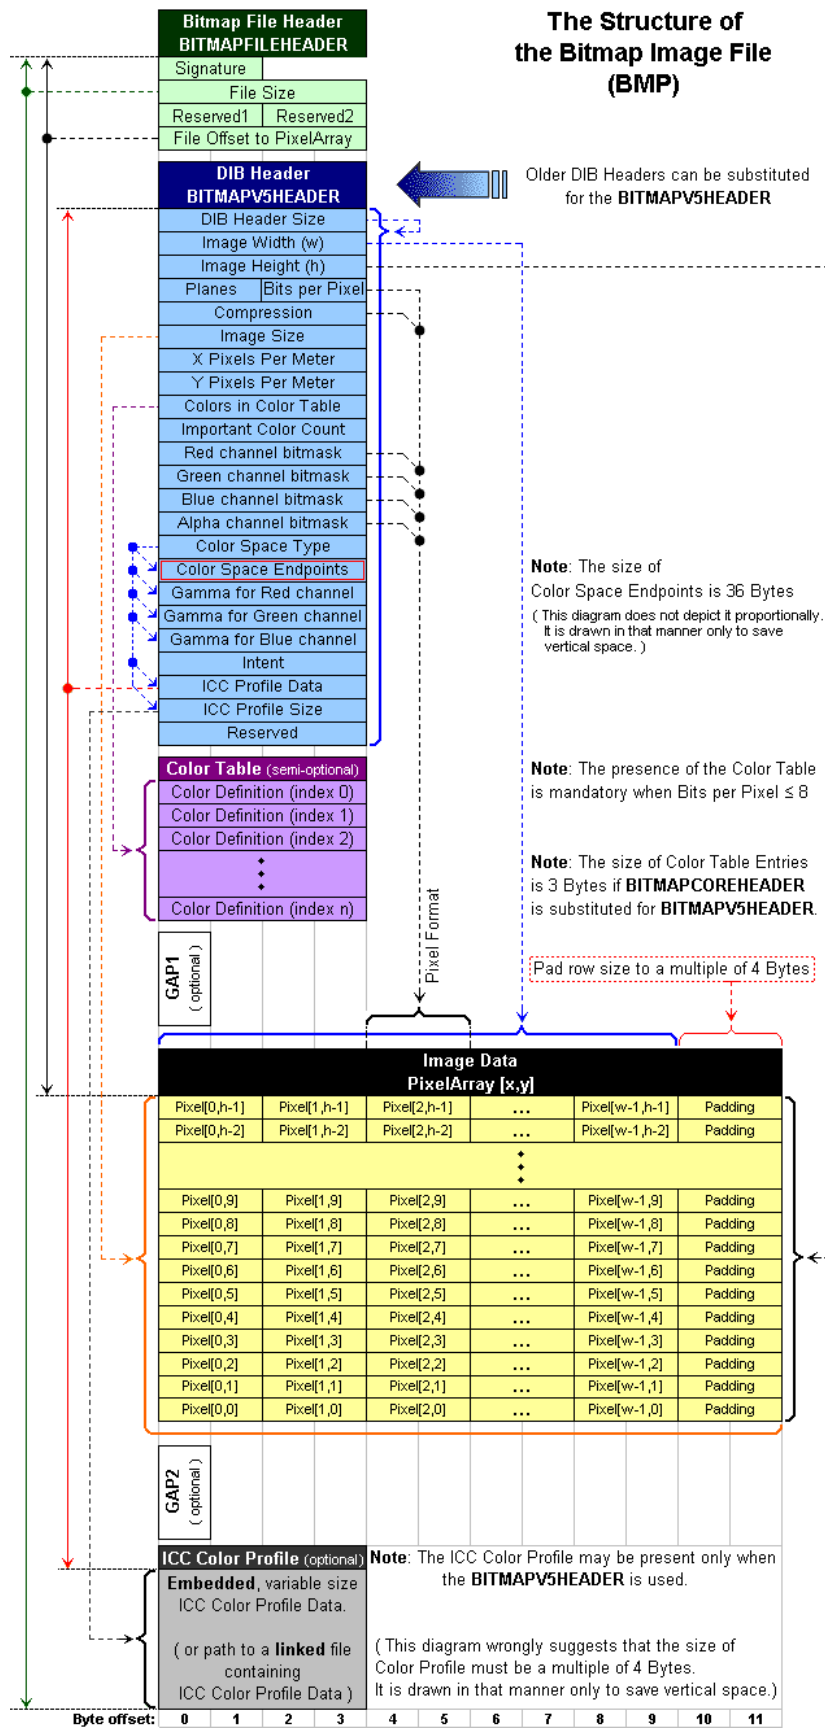 The Structure of
the Bitmap Image File
(BMP)
Bitmap File Header
BITMAPFILEHEADER
Signature
File Size
Reserved1 Reserved2
File Offset to PixelArray
DIB Header
BITMAPV5HEADER
Older DIB Headers can be substituted
for the BITMAPV5HEADER
DIB Header Size
Image Width (w)
Image Height (h)
Planes Bits per Pixel
Compression
Image Size
X Pixels Per Meter
Y Pixels Per Meter
Colors in Color Table
Important Color Count
Red channel bitmask
Green channel bitmask
Blue channel bitmask
Alpha channel bitmask
Color Space Type
Color Space Endpoints
Gamma for Red channel
Gamma for Green channel
Gamma for Blue channel
Intent
ICC Profile Data
ICC Profile Size
Reserved
Note: The size of
Color Space Endpoints is 36 Bytes
( This diagram does not depict it proportionally.
It is drawn in that manner only to save
vertical space. )
Color Table (semi-optional)
Color Definition (index 0)
Color Definition (index 1)
Color Definition (index 2)
Color Definition (index n)
Note: The presence of the Color Table
is mandatory when Bits per Pixel ≤ 8
Note: The size of Color Table Entries
is 3 Bytes if BITMAPCOREHEADER
is substituted for BITMAPV5HEADER.
Pixel Format
GAP1
( optional )
Pad row size to a multiple of 4 Bytes
Image Data
PixelArray [x,y]
Pixel[0,h-1] Pixel[1,h-1] Pixel[2,h-1] ... Pixel[w-1,h-1] Padding
Pixel[0,h-2] Pixel[1,h-2] Pixel[2,h-2] ... Pixel[w-1,h-2] Padding
Pixel[0,9] Pixel[1,9] Pixel[2,9] ... Pixel[w-1,9] Padding
Pixel[0,8] Pixel[1,8] Pixel[2,8] ... Pixel[w-1,8] Padding
Pixel[0,7] Pixel[1,7] Pixel[2,7] ... Pixel[w-1,7] Padding
Pixel[0,6] Pixel[1,6] Pixel[2,6] ... Pixel[w-1,6] Padding
Pixel[0,5] Pixel[1,5] Pixel[2,5] ... Pixel[w-1,5] Padding
Pixel[0,4] Pixel[1,4] Pixel[2,4] ... Pixel[w-1,4] Padding
Pixel[0,3] Pixel[1,3] Pixel[2,3] ... Pixel[w-1,3] Padding
Pixel[0,2] Pixel[1,2] Pixel[2,2] ... Pixel[w-1,2] Padding
Pixel[0,1] Pixel[1,1] Pixel[2,1] ... Pixel[w-1,1] Padding
Pixel[0,0] Pixel[1,0] Pixel[2,0] ... Pixel[w-1,0] Padding
GAP2
( optional )
ICC Color Profile (optional)
Embedded, variable size
ICC Color Profile Data.
( or path to a linked file
containing
ICC Color Profile Data )
Note: The ICC Color Profile may be present only when
the BITMAPV5HEADER is used.
( This diagram wrongly suggests that the size of
Color Profile must be a multiple of 4 Bytes.
It is drawn in that manner only to save vertical space.)
Byte offset: 0 1 2 3 4 5 6 7 8 9 10 11